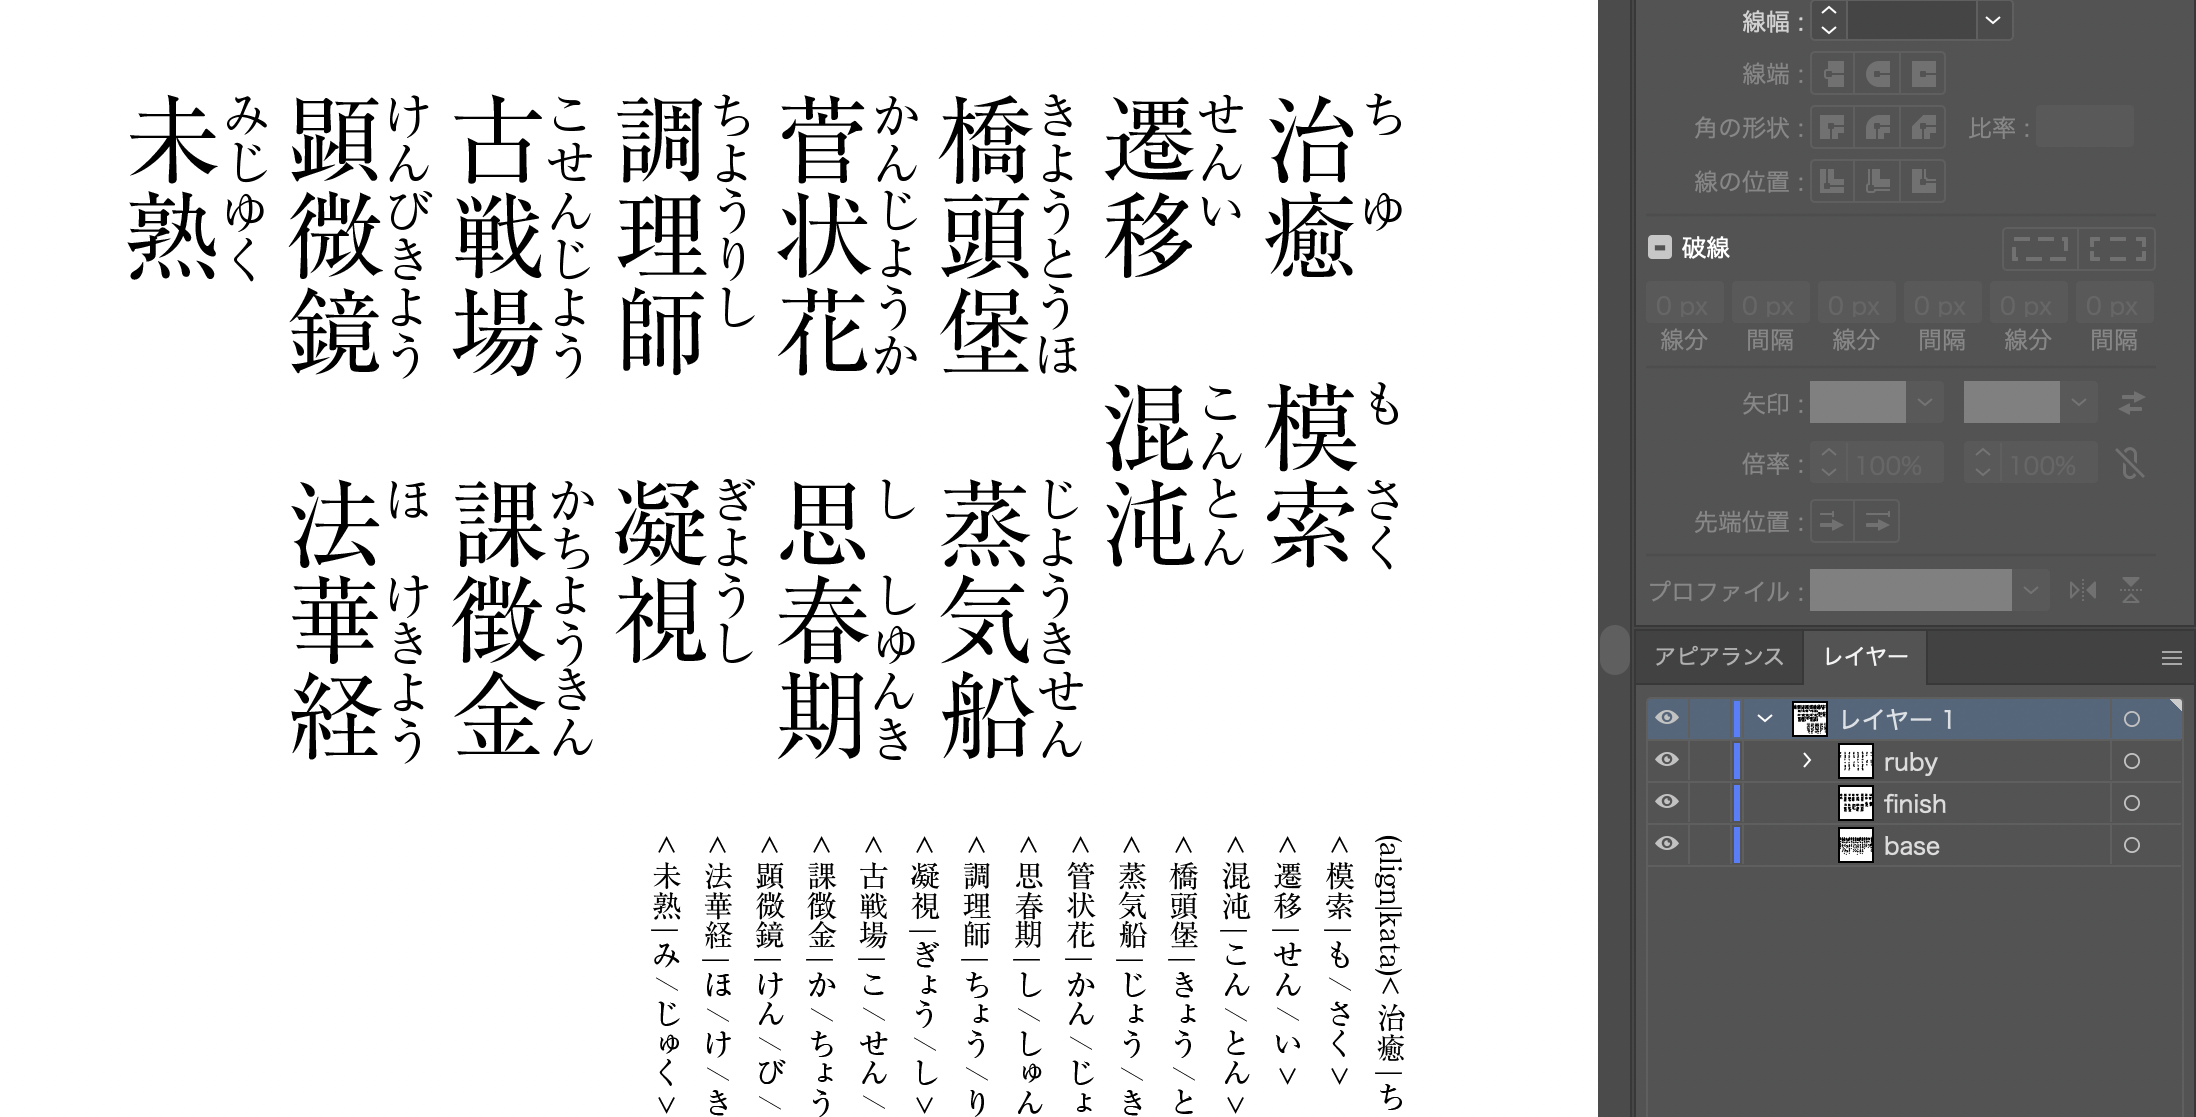 ち　ゆ　もさく
治癒　模索
せんい　こんとん
遷移　混沌
きようとうほ　じようきせん
橋頭堡　蒸気船
かんじようか　し　しゆんき
菅状花　思春期
ちようりし　ぎようし
調理師　凝視
こせんじよう　かちようきん
古戦場　課徴金
けんびきよう　ほ　けきよう
顕微鏡　法華経
みじゆく
未熟
(align|kata)<治癒|ち
<模索|も/さく>
<遷移|せん/い>
<混沌|こん/とん>
<橋頭堡|きょう/と
<蒸気船|じょう/き
<管状花|かん/じょ
<思春期|し/しゅん
<調理師|ちょう/り
<凝視|ぎょう/し>
<古戦場|こ/せん/
<課徴金|か/ちょう
<顕微鏡|けん/び/
<法華経|ほ/け/き
<未熟|み/じゅく>
線幅 :
線端 :
角の形状 : 比率 :
線の位置 :
破線
0 px 0 px 0 px 0 px 0 px 0 px
線分 間隔 線分 間隔 線分 間隔
矢印 :
倍率 : 100% 100%
先端位置 :
プロファイル :
アピアランス レイヤー
レイヤー 1
ruby
finish
base